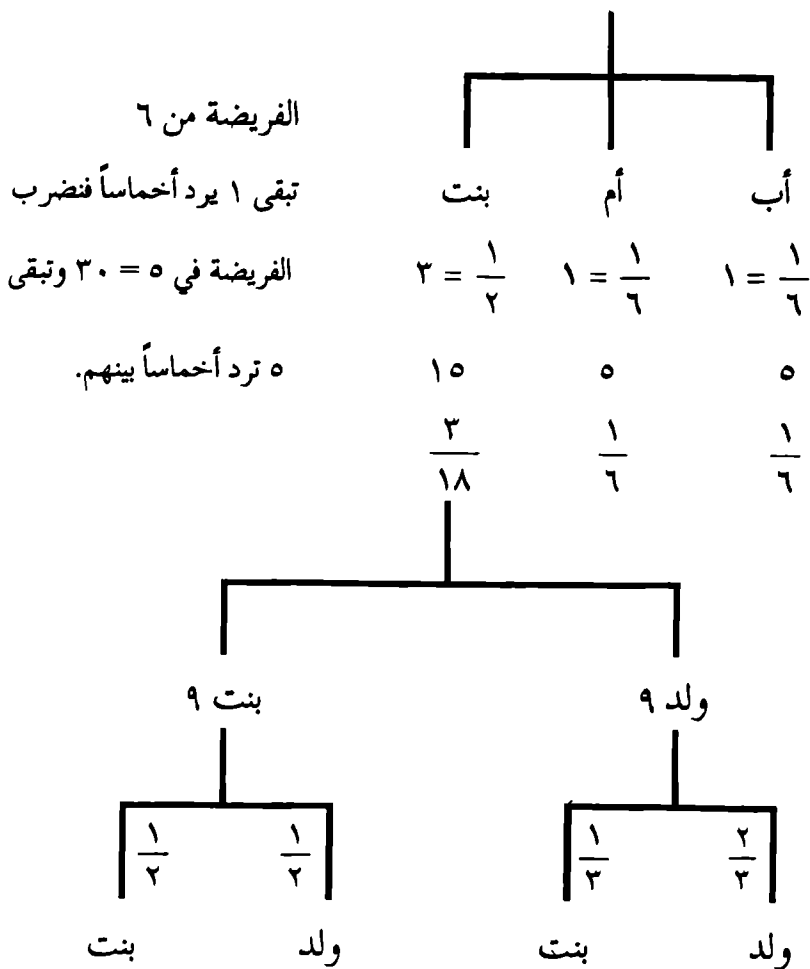 الفريضة من ٦
أب أم بنت تبقى ١ يرد أخماساً فنضرب
١/٦ = ١ ١/٦ = ١ ١/٢ = ٣ الفريضة في ٥ = ٣٠ وتبقى
٥ ٥ ١٥ ٥ ترد أخماساً بينهم.
١/٦ ١/٦ ٣/١٨
ولد ٩ بنت ٩
٢/٣ ١/٣ ١/٢ ١/٢
ولد بنت ولد بنت